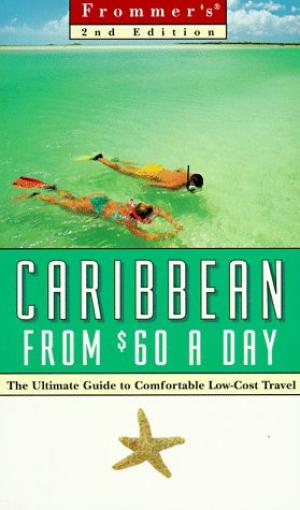 Frommer's®
2nd Edition
CARIBBEAN
FROM $60 A DAY
The Ultimate Guide to Comfortable Low-Cost Travel